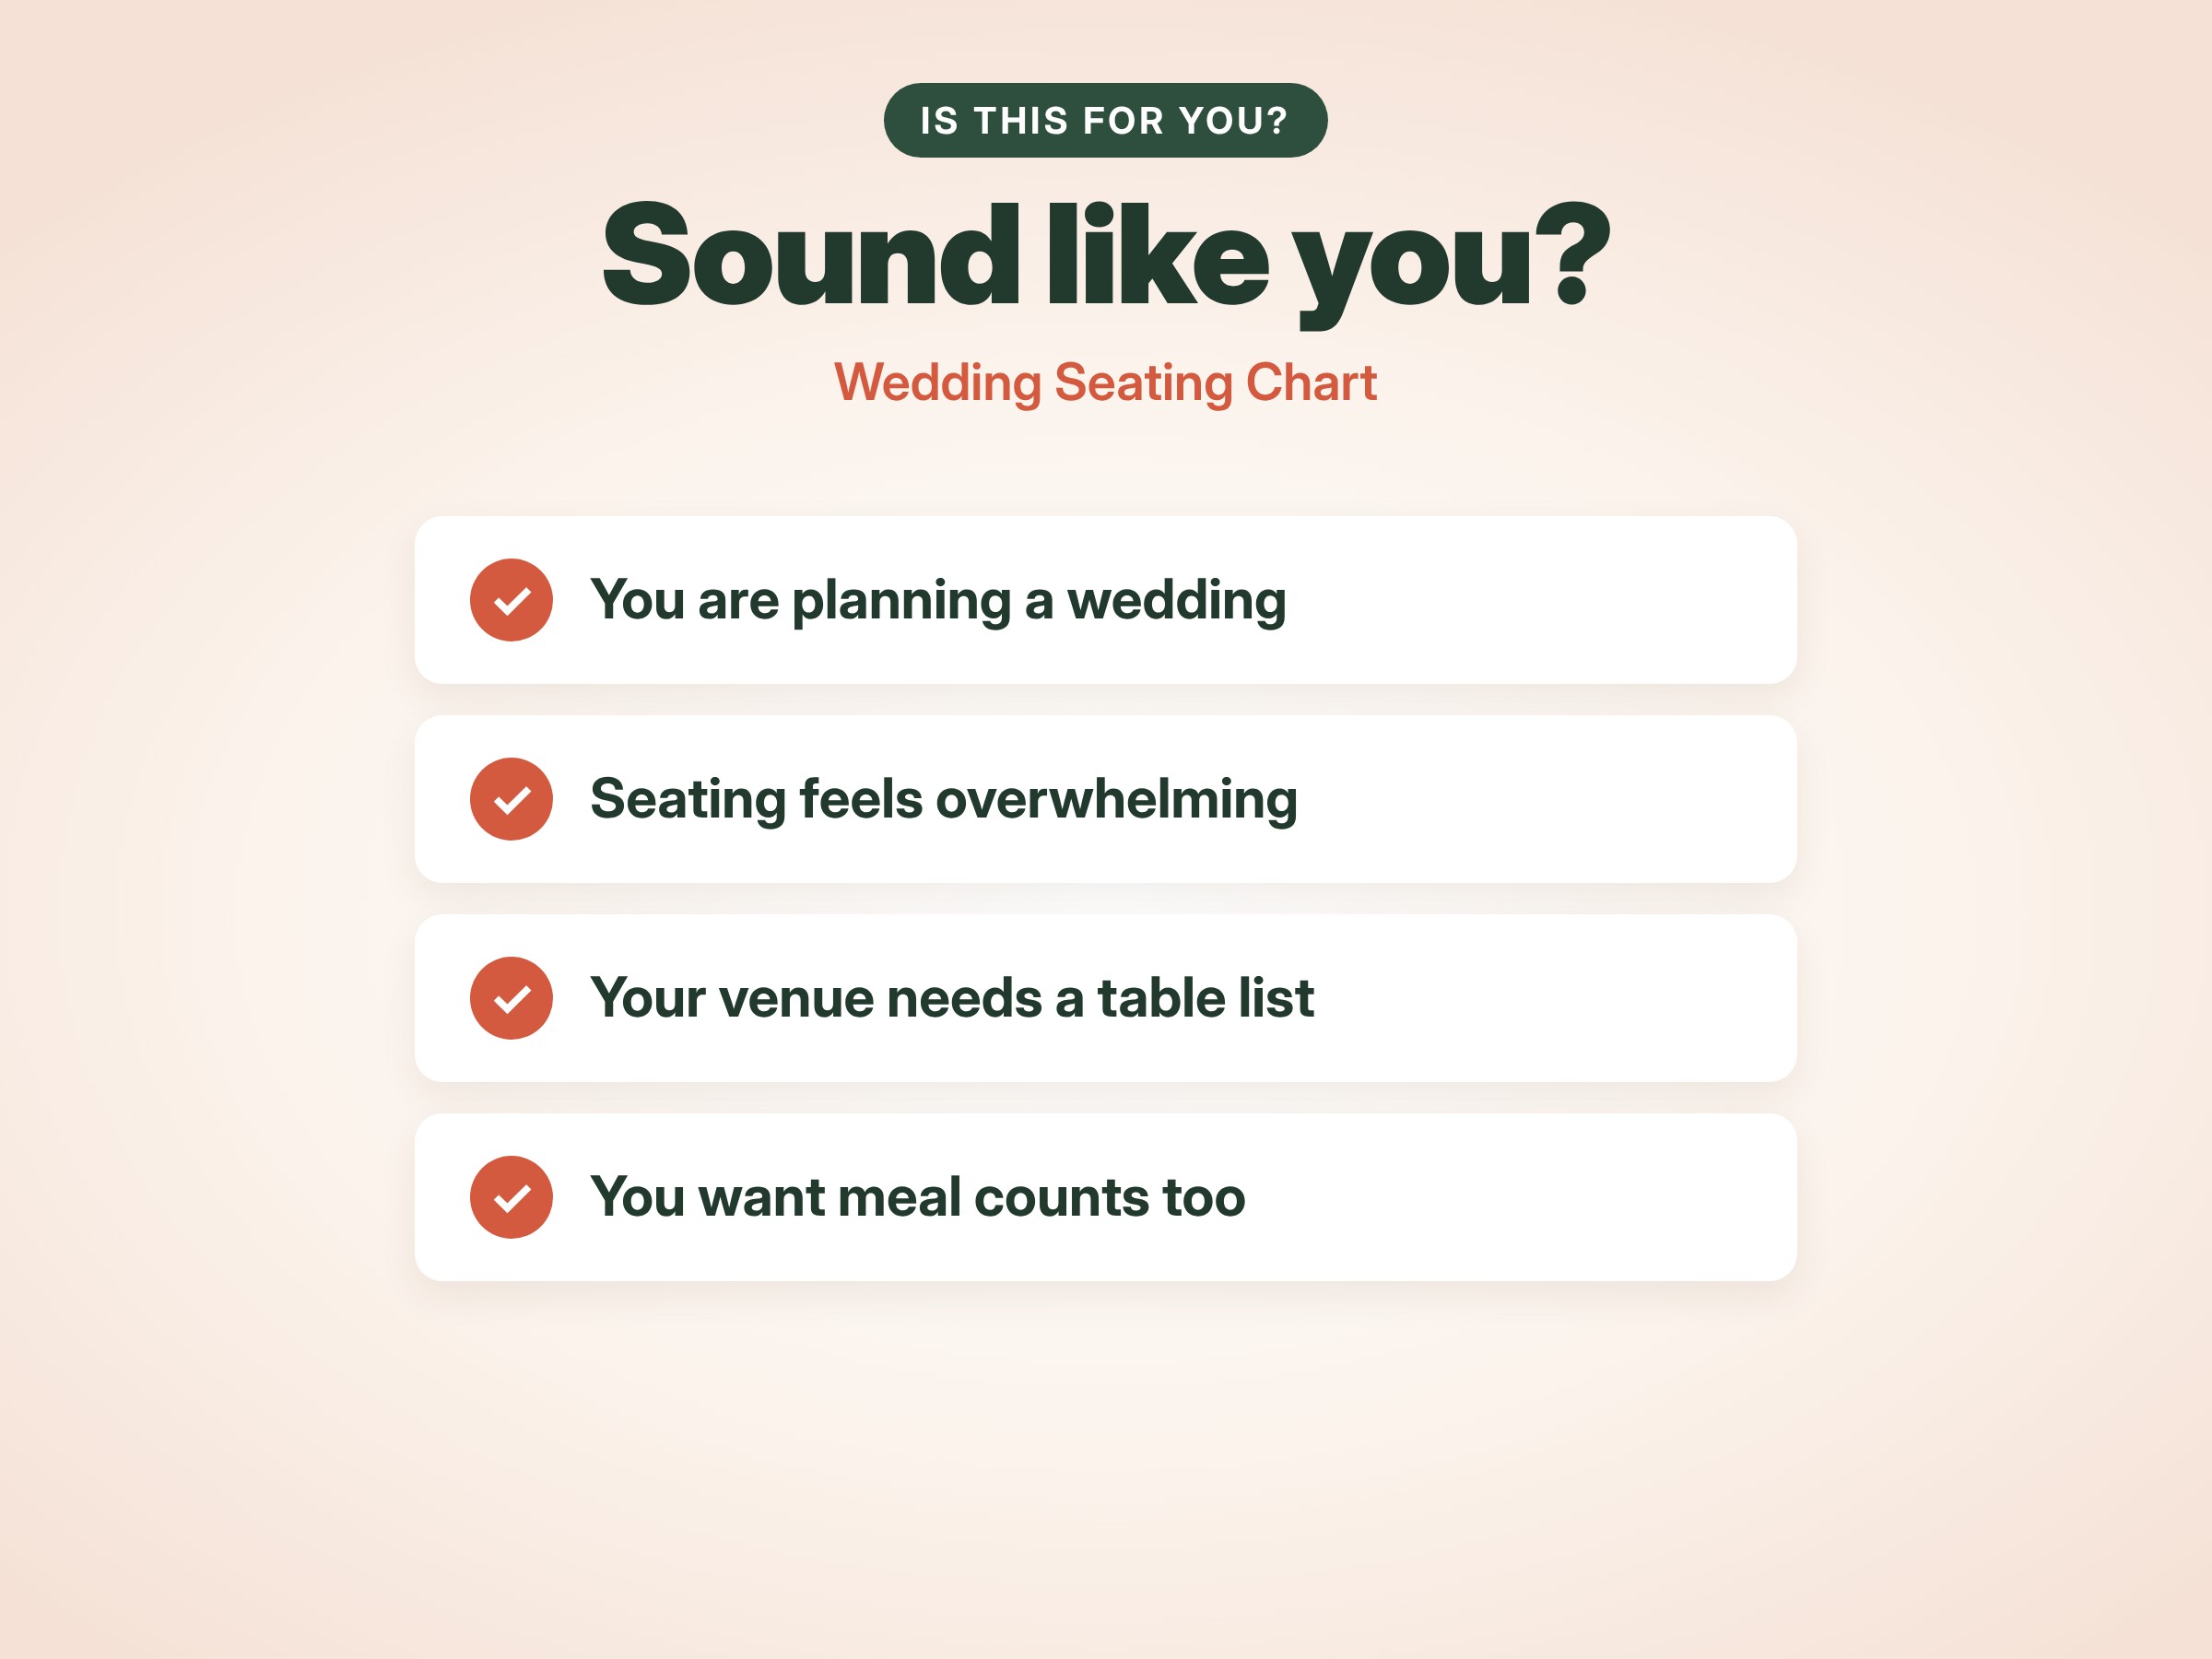 IS THIS FOR YOU?
Sound like you?
Wedding Seating Chart
You are planning a wedding
Seating feels overwhelming
Your venue needs a table list
You want meal counts too